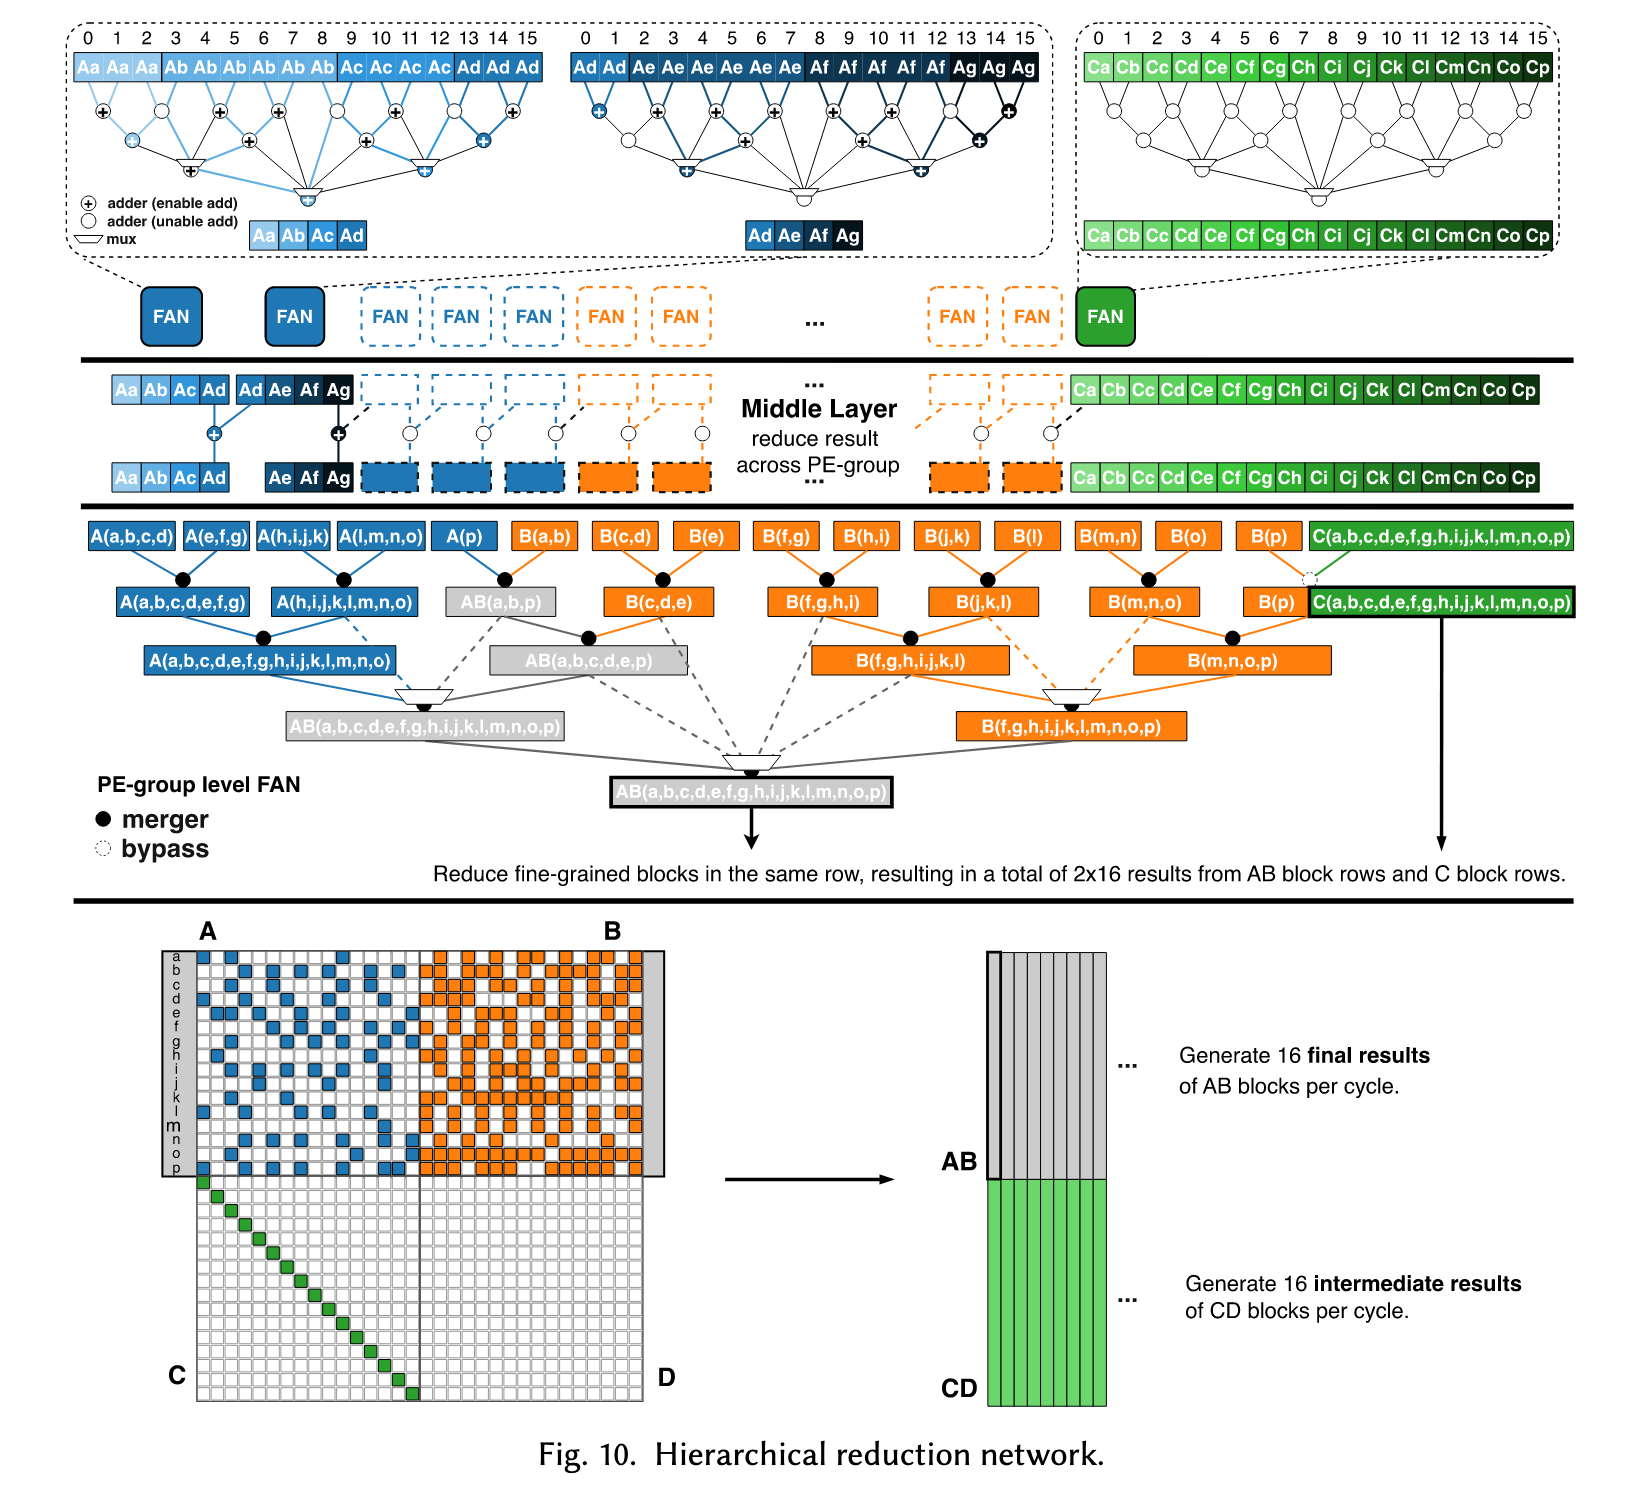 0 1 2 3 4 5 6 7 8 9 10 11 12 13 14 15
Aa Aa Aa Ab Ab Ab Ab Ab Ab Ac Ac Ac Ac Ad Ad Ad
0 1 2 3 4 5 6 7 8 9 10 11 12 13 14 15
Ad Ad Ae Ae Ae Ae Ae Ae Af Af Af Af Af Ag Ag Ag
0 1 2 3 4 5 6 7 8 9 10 11 12 13 14 15
Ca Cb Cc Cd Ce Cf Cg Ch Ci Cj Ck Cl Cm Cn Co Cp
adder (enable add)
adder (unable add)
mux
Aa Ab Ac Ad
Ad Ae Af Ag
Ca Cb Cc Cd Ce Cf Cg Ch Ci Cj Ck Cl Cm Cn Co Cp
FAN FAN FAN FAN FAN FAN FAN ... FAN FAN FAN
Aa Ab Ac Ad Ad Ae Af Ag ... Ca Cb Cc Cd Ce Cf Cg Ch Ci Cj Ck Cl Cm Cn Co Cp
Middle Layer
reduce result
across PE-group
Aa Ab Ac Ad Ae Af Ag ... Ca Cb Cc Cd Ce Cf Cg Ch Ci Cj Ck Cl Cm Cn Co Cp
A(a,b,c,d) A(e,f,g) A(h,i,j,k) A(l,m,n,o) A(p) B(a,b) B(c,d) B(e) B(f,g) B(h,i) B(j,k) B(l) B(m,n) B(o) B(p) C(a,b,c,d,e,f,g,h,i,j,k,l,m,n,o,p)
A(a,b,c,d,e,f,g) A(h,i,j,k,l,m,n,o) AB(a,b,p) B(c,d,e) B(f,g,h,i) B(j,k,l) B(m,n,o) B(p) C(a,b,c,d,e,f,g,h,i,j,k,l,m,n,o,p)
A(a,b,c,d,e,f,g,h,i,j,k,l,m,n,o) AB(a,b,c,d,e,p) B(f,g,h,i,j,k,l) B(m,n,o,p)
AB(a,b,c,d,e,f,g,h,i,j,k,l,m,n,o,p) B(f,g,h,i,j,k,l,m,n,o,p)
AB(a,b,c,d,e,f,g,h,i,j,k,l,m,n,o,p)
PE-group level FAN
merger
bypass
Reduce fine-grained blocks in the same row, resulting in a total of 2x16 results from AB block rows and C block rows.
A B
a
b
c
d
e
f
g
h
i
j
k
l
m
n
o
p
C D
AB
CD
... Generate 16 final results
of AB blocks per cycle.
... Generate 16 intermediate results
of CD blocks per cycle.
Fig. 10. Hierarchical reduction network.